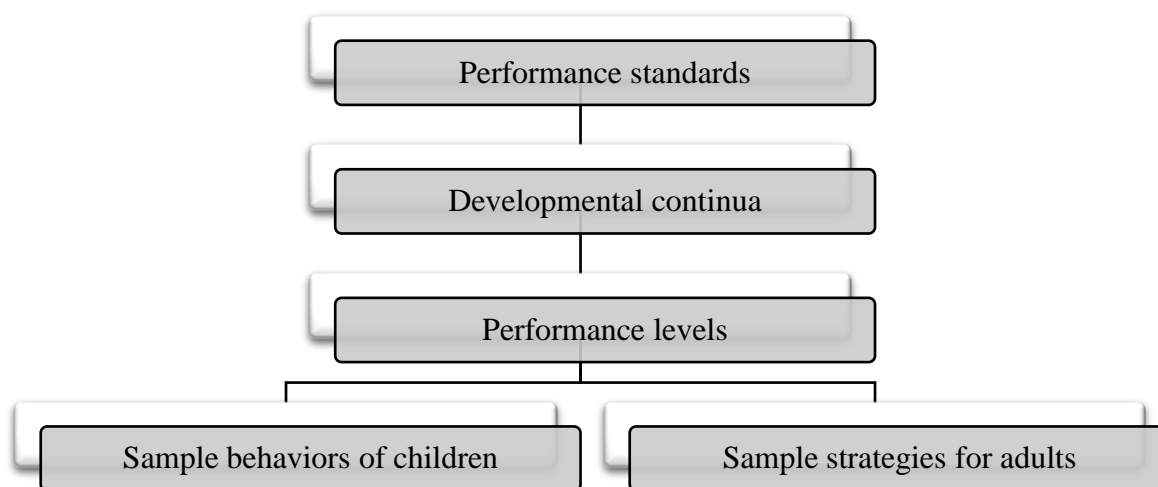 Performance standards
Developmental continua
Performance levels
Sample behaviors of children
Sample strategies for adults